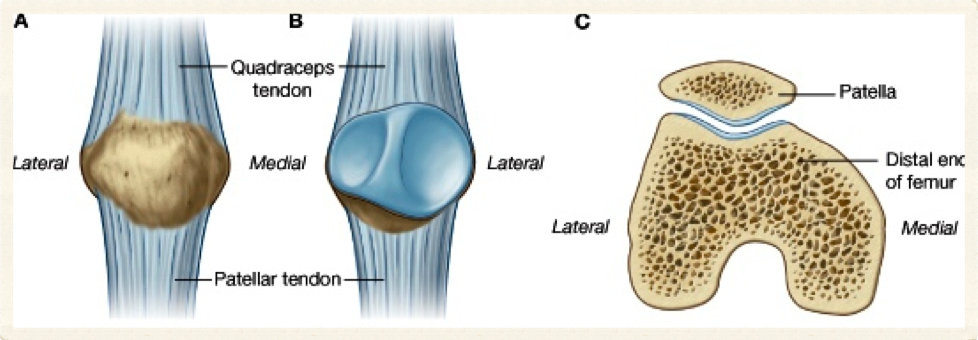 A
B
C
Quadraceps
tendon
Patella
Lateral
Medial
Lateral
Distal end
of femur
Lateral
Medial
Patellar tendon